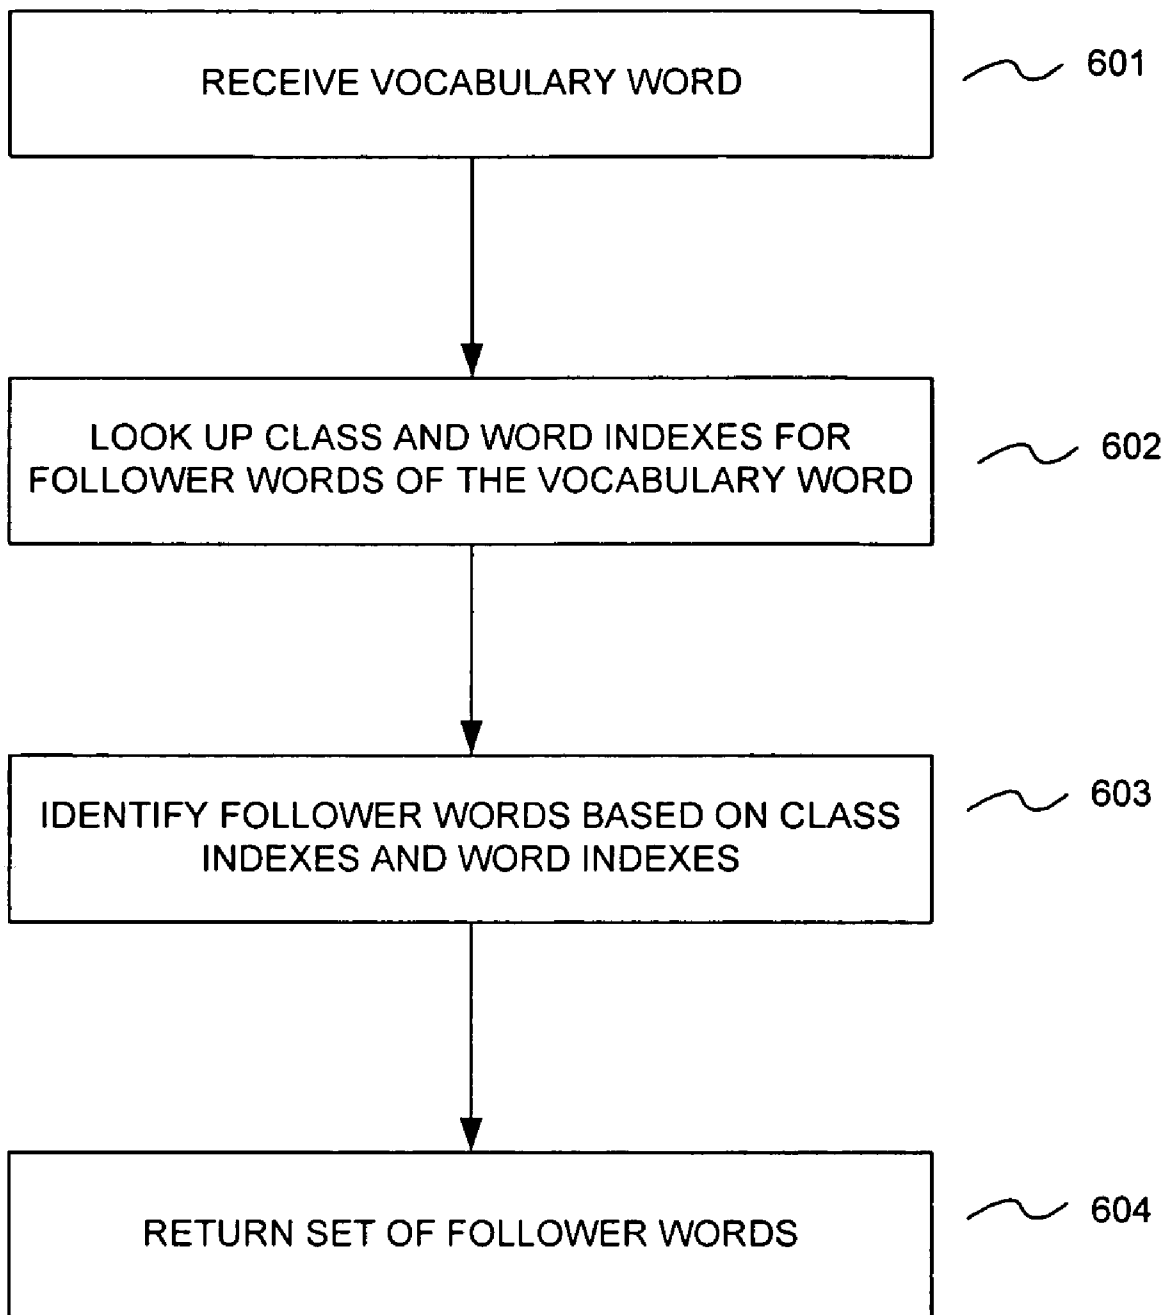 RECEIVE VOCABULARY WORD
601
LOOK UP CLASS AND WORD INDEXES FOR
FOLLOWER WORDS OF THE VOCABULARY WORD
602
IDENTIFY FOLLOWER WORDS BASED ON CLASS
INDEXES AND WORD INDEXES
603
RETURN SET OF FOLLOWER WORDS
604